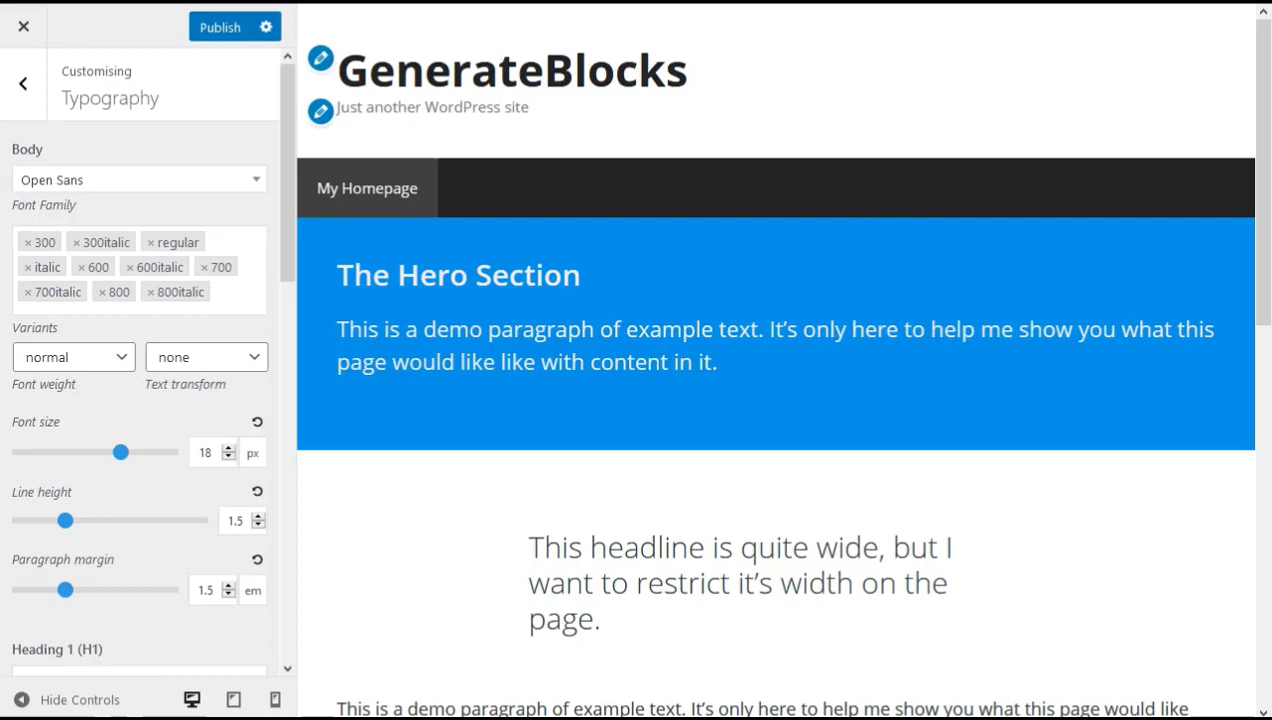 Publish
Customising
Typography
Body
Open Sans
Font Family
× 300 × 300italic × regular
× italic × 600 × 600italic × 700
× 700italic × 800 × 800italic
Variants
normal none
Font weight Text transform
Font size
18 px
Line height
1.5
Paragraph margin
1.5 em
Heading 1 (H1)
Hide Controls
GenerateBlocks
Just another WordPress site
My Homepage
The Hero Section
This is a demo paragraph of example text. It’s only here to help me show you what this
page would like like with content in it.
This headline is quite wide, but I
want to restrict it’s width on the
page.
This is a demo paragraph of example text. It’s only here to help me show you what this page would like